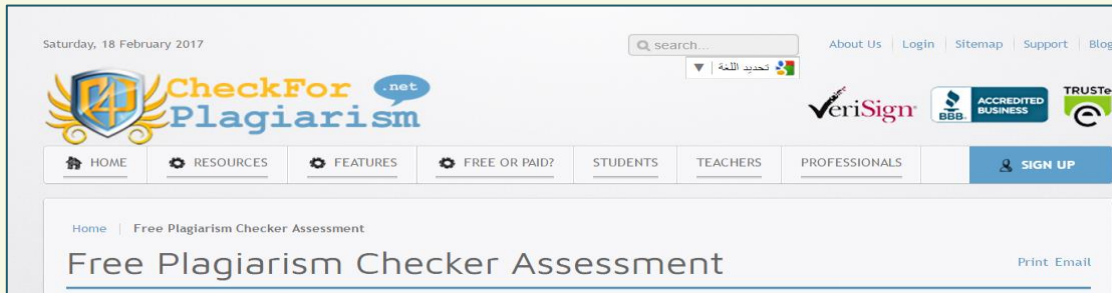 Saturday, 18 February 2017
search...
About Us Login Sitemap Support Blog
تحديد اللغة ▼
C4P
CheckFor .net
Plagiarism
VeriSign
BBB. ACCREDITED BUSINESS
TRUSTe
HOME RESOURCES FEATURES FREE OR PAID? STUDENTS TEACHERS PROFESSIONALS SIGN UP
Home Free Plagiarism Checker Assessment
Free Plagiarism Checker Assessment
Print Email